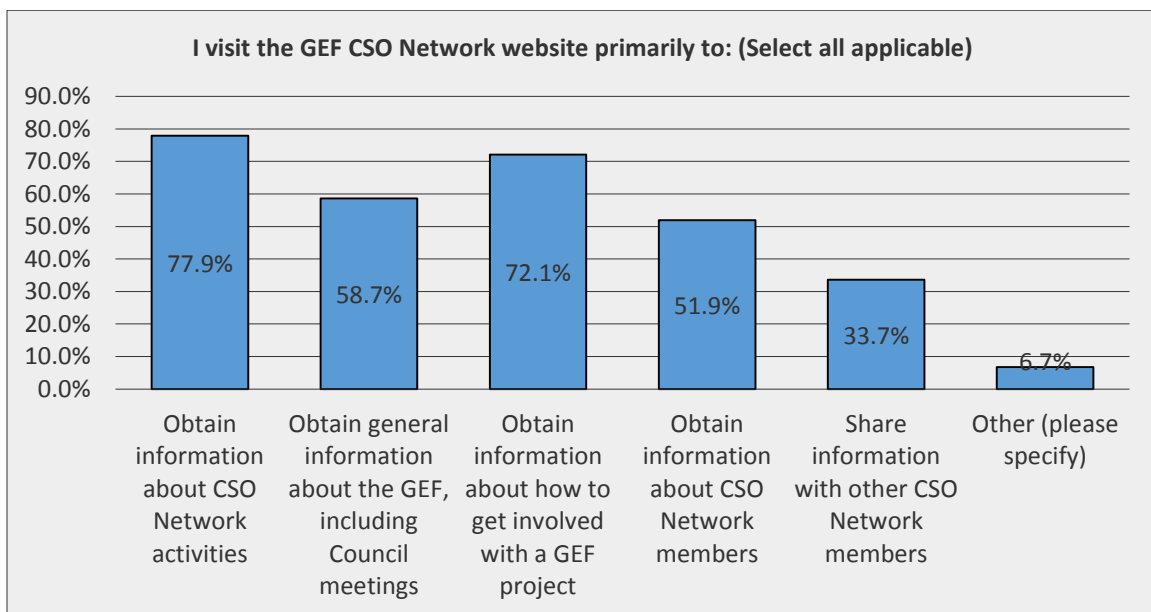 I visit the GEF CSO Network website primarily to: (Select all applicable)
90.0%
80.0%
70.0%
60.0%
50.0%
40.0%
30.0%
20.0%
10.0%
0.0%
77.9%
58.7%
72.1%
51.9%
33.7%
6.7%
Obtain
information
about CSO
Network
activities
Obtain general
information
about the GEF,
including
Council
meetings
Obtain
information
about how to
get involved
with a GEF
project
Obtain
information
about CSO
Network
members
Share
information
with other CSO
Network
members
Other (please
specify)